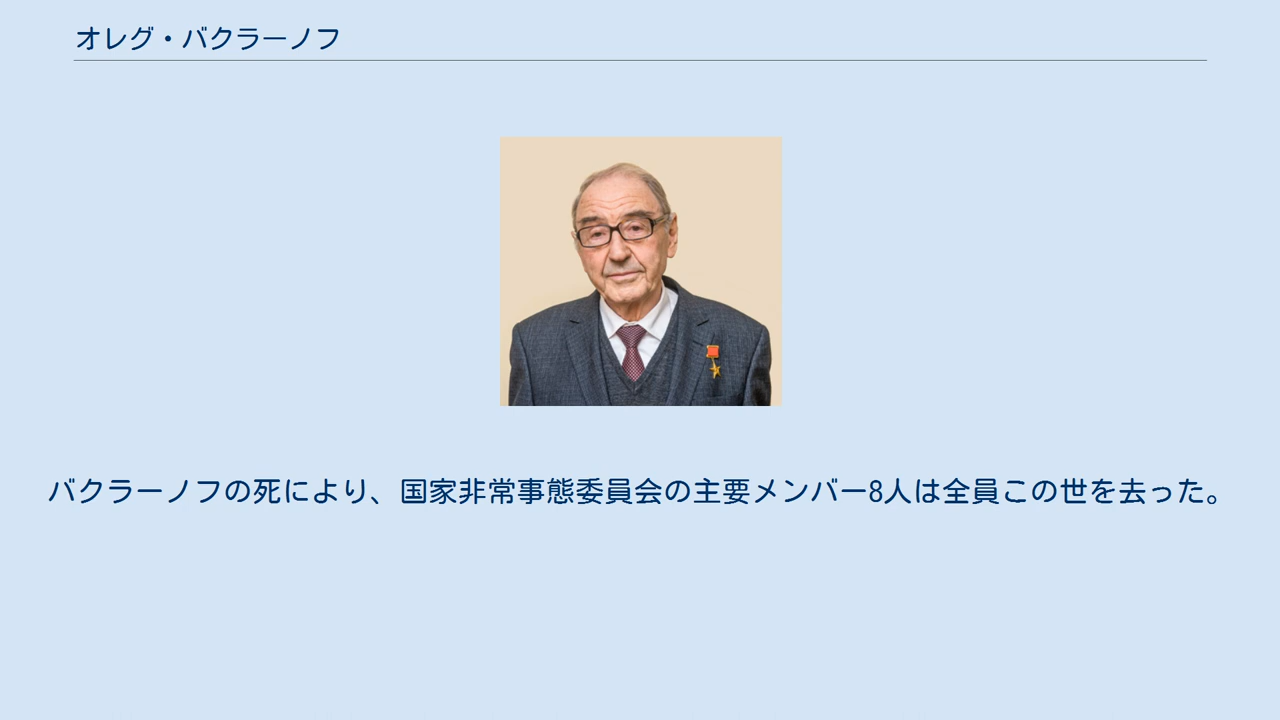 オレグ・バクラーノフ
バクラーノフの死により、国家非常事態委員会の主要メンバー8人は全員この世を去った。